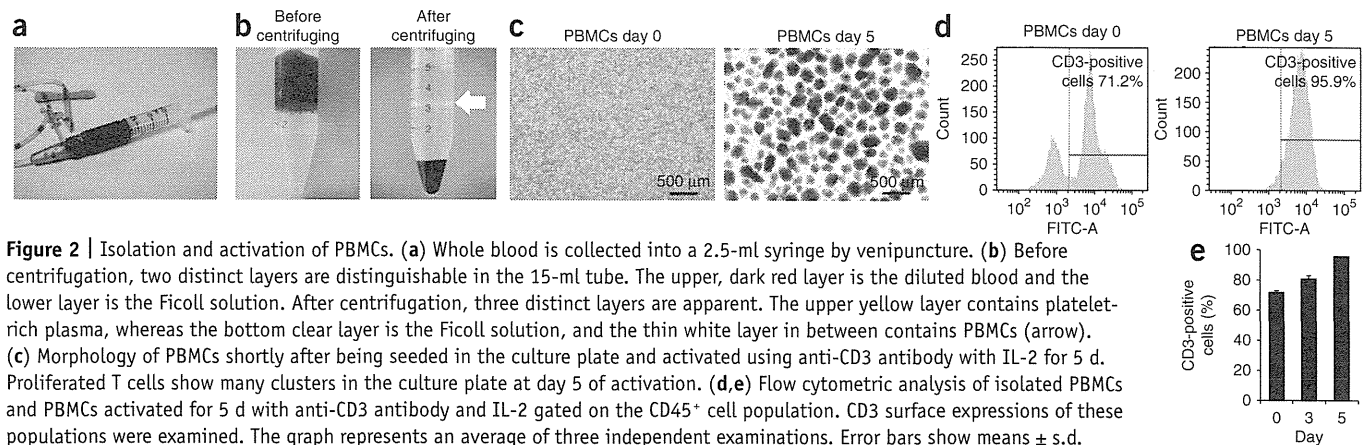 a
b
Before
centrifuging
After
centrifuging
5
3
2
c
PBMCs day 0
500 µm
PBMCs day 5
500 µm
d
PBMCs day 0
CD3-positive
cells 71.2%
Count
250
200
150
100
50
0
10² 10³ 10⁴ 10⁵
FITC-A
PBMCs day 5
CD3-positive
cells 95.9%
Count
200
150
100
50
0
10² 10³ 10⁴ 10⁵
FITC-A
Figure 2 | Isolation and activation of PBMCs. (a) Whole blood is collected into a 2.5-ml syringe by venipuncture. (b) Before
centrifugation, two distinct layers are distinguishable in the 15-ml tube. The upper, dark red layer is the diluted blood and the
lower layer is the Ficoll solution. After centrifugation, three distinct layers are apparent. The upper yellow layer contains platelet-
rich plasma, whereas the bottom clear layer is the Ficoll solution, and the thin white layer in between contains PBMCs (arrow).
(c) Morphology of PBMCs shortly after being seeded in the culture plate and activated using anti-CD3 antibody with IL-2 for 5 d.
Proliferated T cells show many clusters in the culture plate at day 5 of activation. (d,e) Flow cytometric analysis of isolated PBMCs
and PBMCs activated for 5 d with anti-CD3 antibody and IL-2 gated on the CD45⁺ cell population. CD3 surface expressions of these
populations were examined. The graph represents an average of three independent examinations. Error bars show means ± s.d.
e
CD3-positive
cells (%)
100
80
60
40
20
0
0 3 5
Day